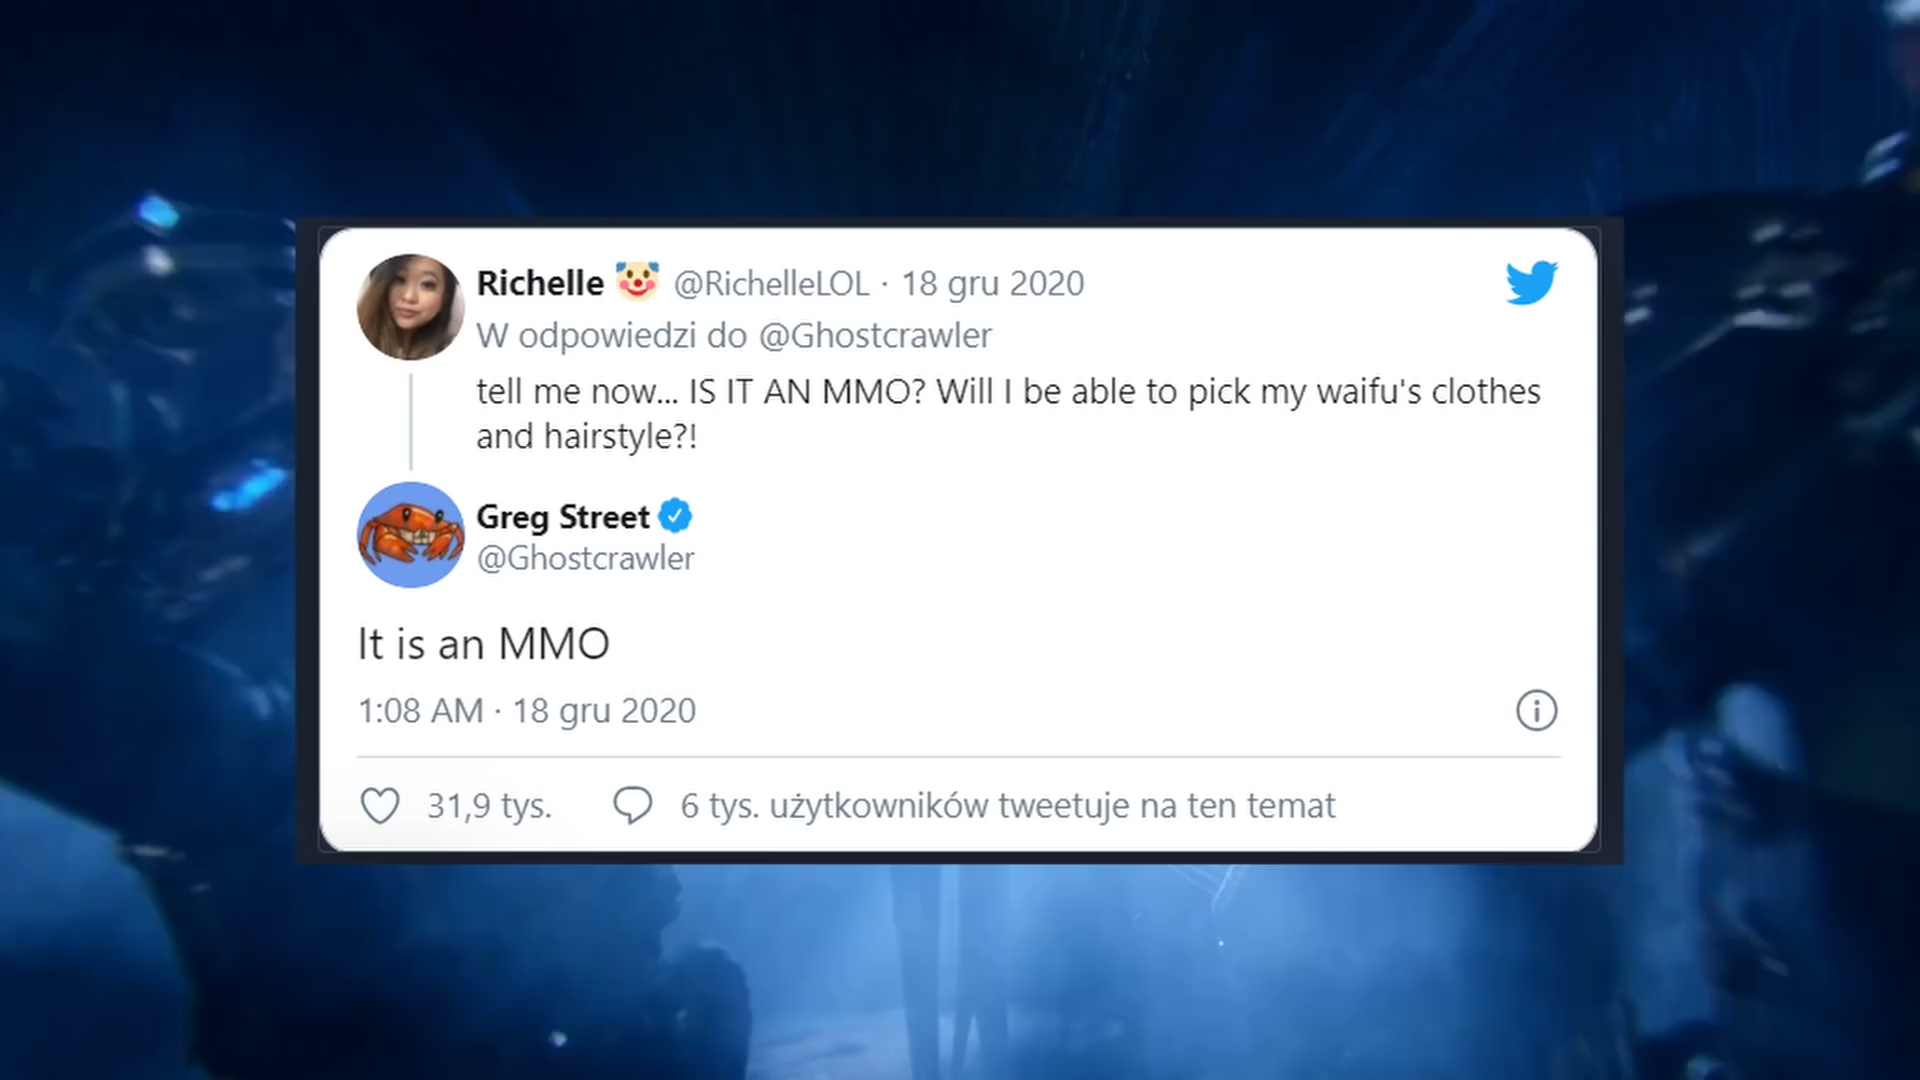 Richelle 🤡 @RichelleLOL · 18 gru 2020
W odpowiedzi do @Ghostcrawler
tell me now... IS IT AN MMO? Will I be able to pick my waifu's clothes
and hairstyle?!
Greg Street
@Ghostcrawler
It is an MMO
1:08 AM · 18 gru 2020
31,9 tys. 6 tys. użytkowników tweetuje na ten temat